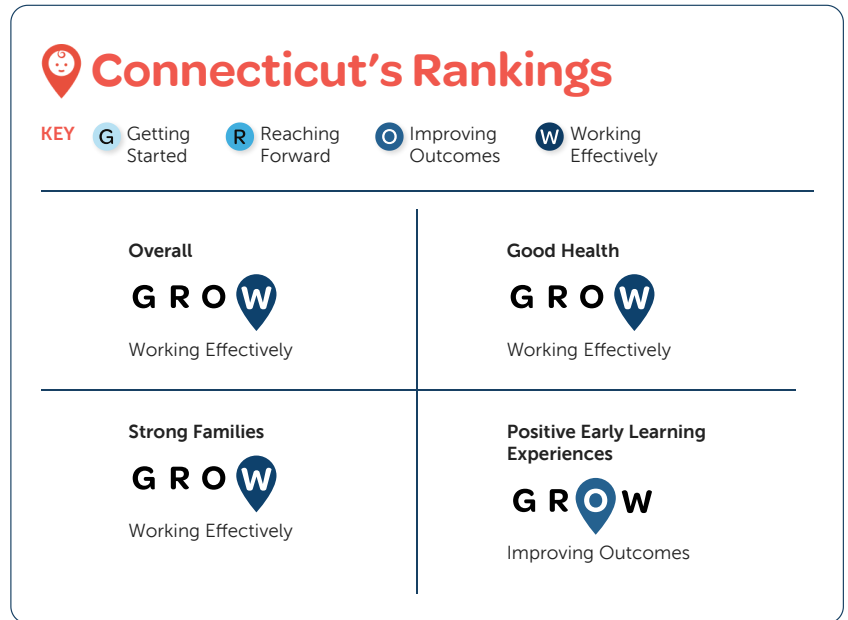 Connecticut's Rankings
KEY
G Getting Started
R Reaching Forward
O Improving Outcomes
W Working Effectively
Overall
G R O W
Working Effectively
Good Health
G R O W
Working Effectively
Strong Families
G R O W
Working Effectively
Positive Early Learning
Experiences
G R O W
Improving Outcomes